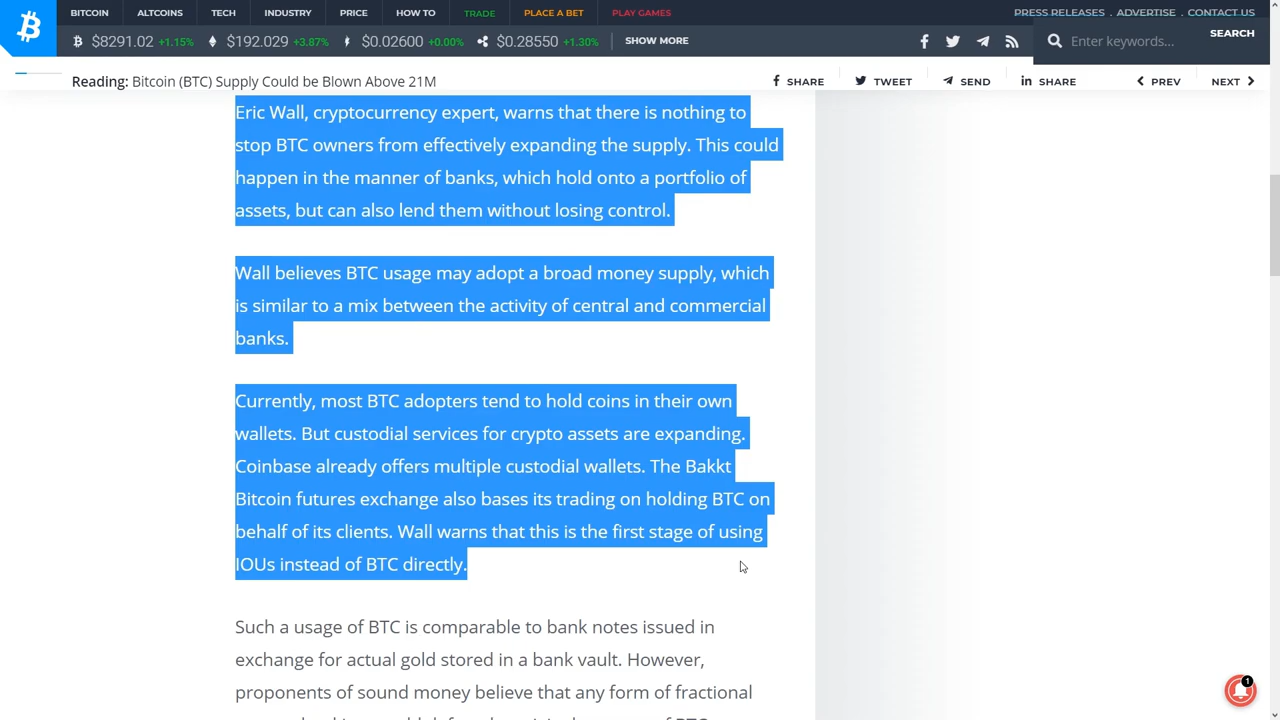 BITCOIN ALTCOINS TECH INDUSTRY PRICE HOW TO TRADE PLACE A BET PLAY GAMES PRESS RELEASES . ADVERTISE . CONTACT US
$8291.02 +1.15% $192.029 +3.87% $0.02600 +0.00% $0.28550 +1.30% SHOW MORE Enter keywords... SEARCH
Reading: Bitcoin (BTC) Supply Could be Blown Above 21M SHARE TWEET SEND SHARE PREV NEXT
Eric Wall, cryptocurrency expert, warns that there is nothing to
stop BTC owners from effectively expanding the supply. This could
happen in the manner of banks, which hold onto a portfolio of
assets, but can also lend them without losing control.
Wall believes BTC usage may adopt a broad money supply, which
is similar to a mix between the activity of central and commercial
banks.
Currently, most BTC adopters tend to hold coins in their own
wallets. But custodial services for crypto assets are expanding.
Coinbase already offers multiple custodial wallets. The Bakkt
Bitcoin futures exchange also bases its trading on holding BTC on
behalf of its clients. Wall warns that this is the first stage of using
IOUs instead of BTC directly.
Such a usage of BTC is comparable to bank notes issued in
exchange for actual gold stored in a bank vault. However,
proponents of sound money believe that any form of fractional
1